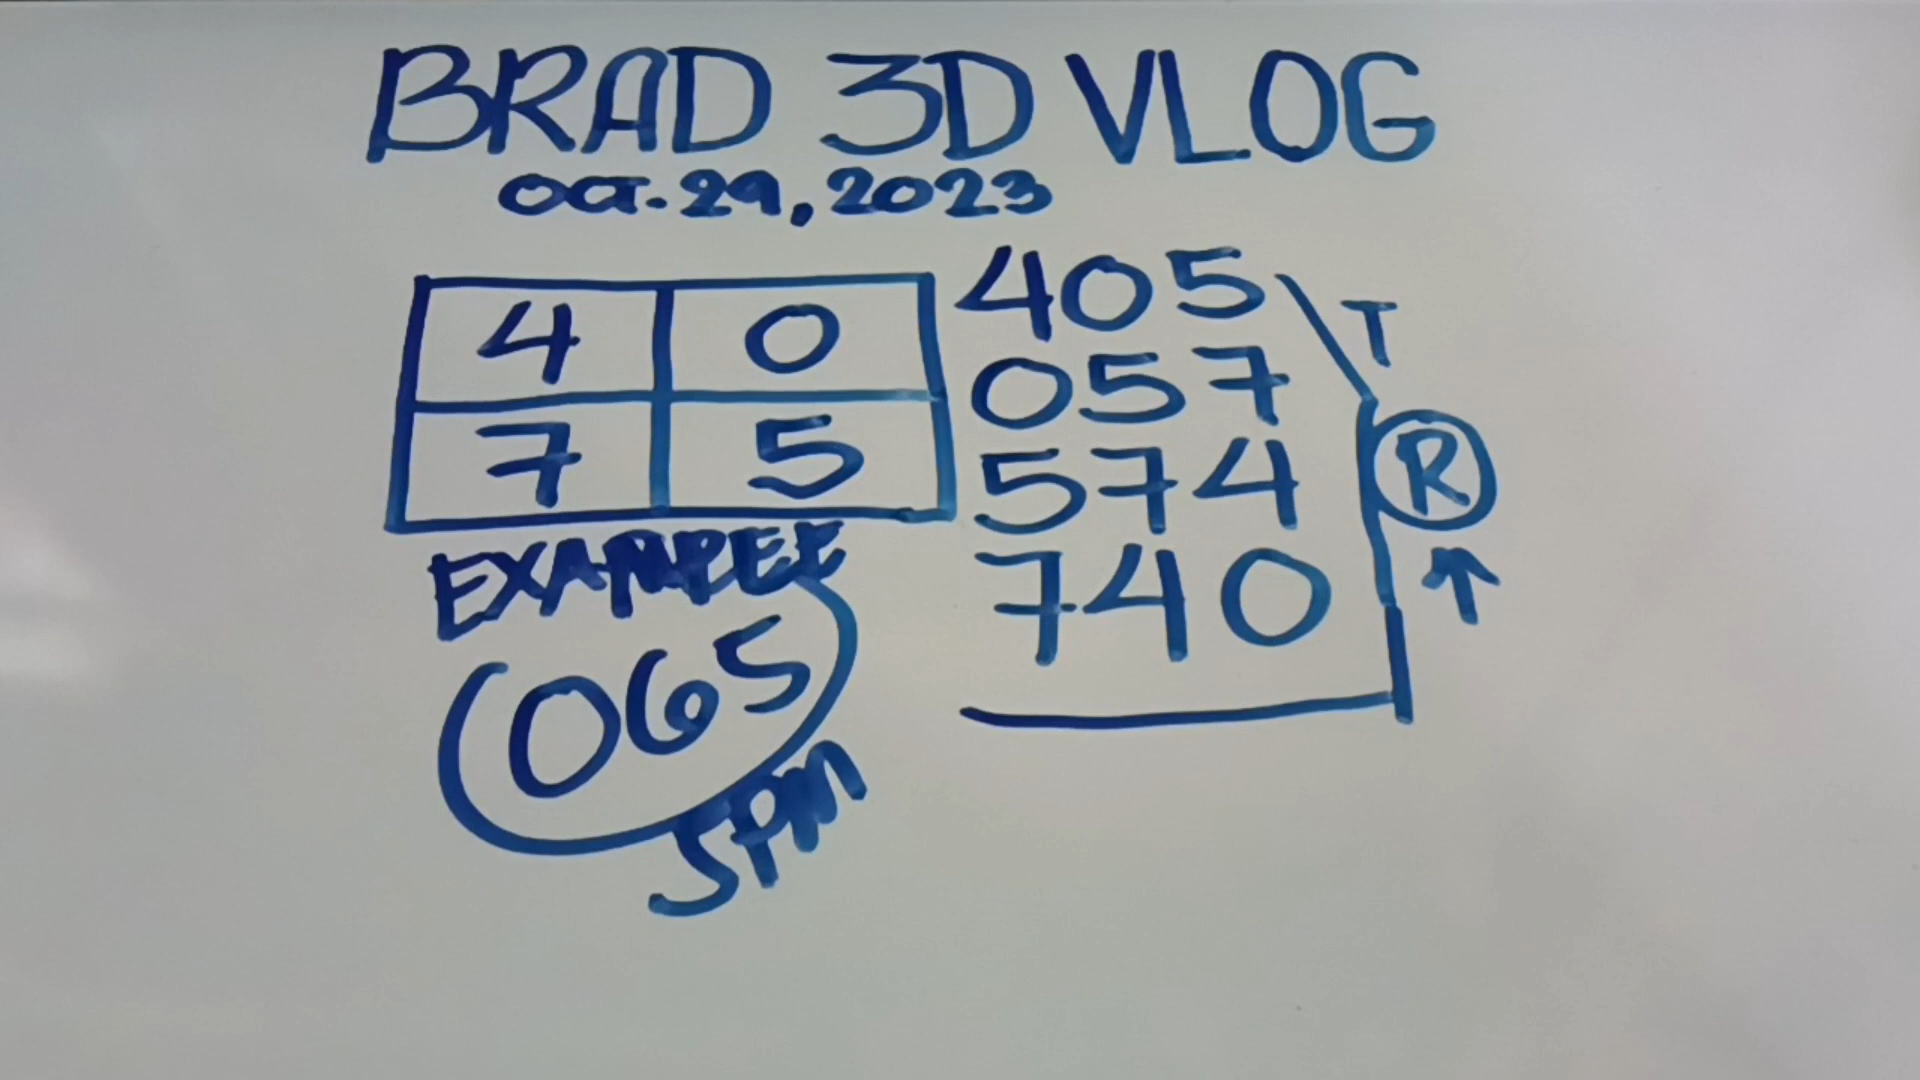 BRAD 3D VLOG
OCT. 29, 2023
4 0
7 5
EXAMPLE
065
5PM
405
057
574
740
T
R
↑